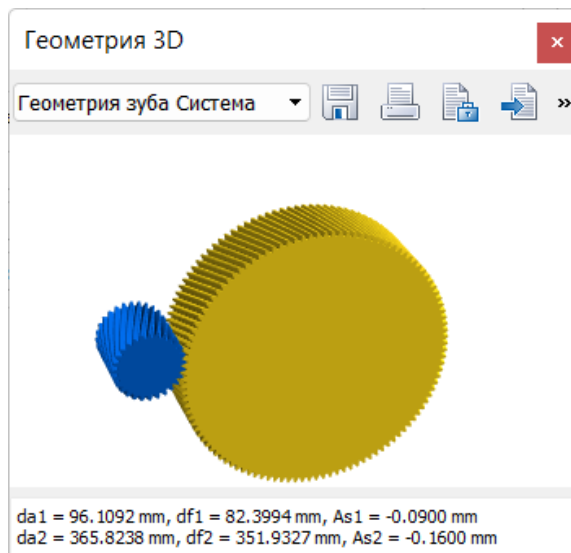 Геометрия 3D
Геометрия зуба Система
da1 = 96.1092 mm, df1 = 82.3994 mm, As1 = -0.0900 mm
da2 = 365.8238 mm, df2 = 351.9327 mm, As2 = -0.1600 mm